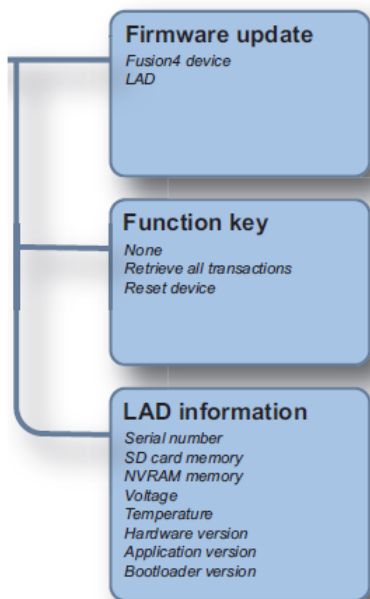 Firmware update
Fusion4 device
LAD
Function key
None
Retrieve all transactions
Reset device
LAD information
Serial number
SD card memory
NVRAM memory
Voltage
Temperature
Hardware version
Application version
Bootloader version